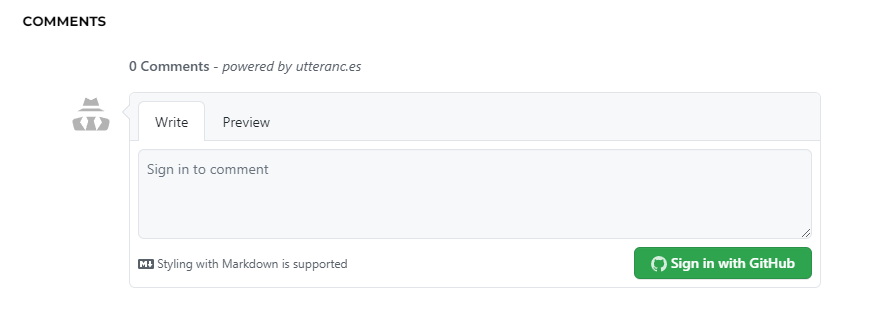 COMMENTS
0 Comments - powered by utteranc.es
Write Preview
Sign in to comment
Styling with Markdown is supported
Sign in with GitHub